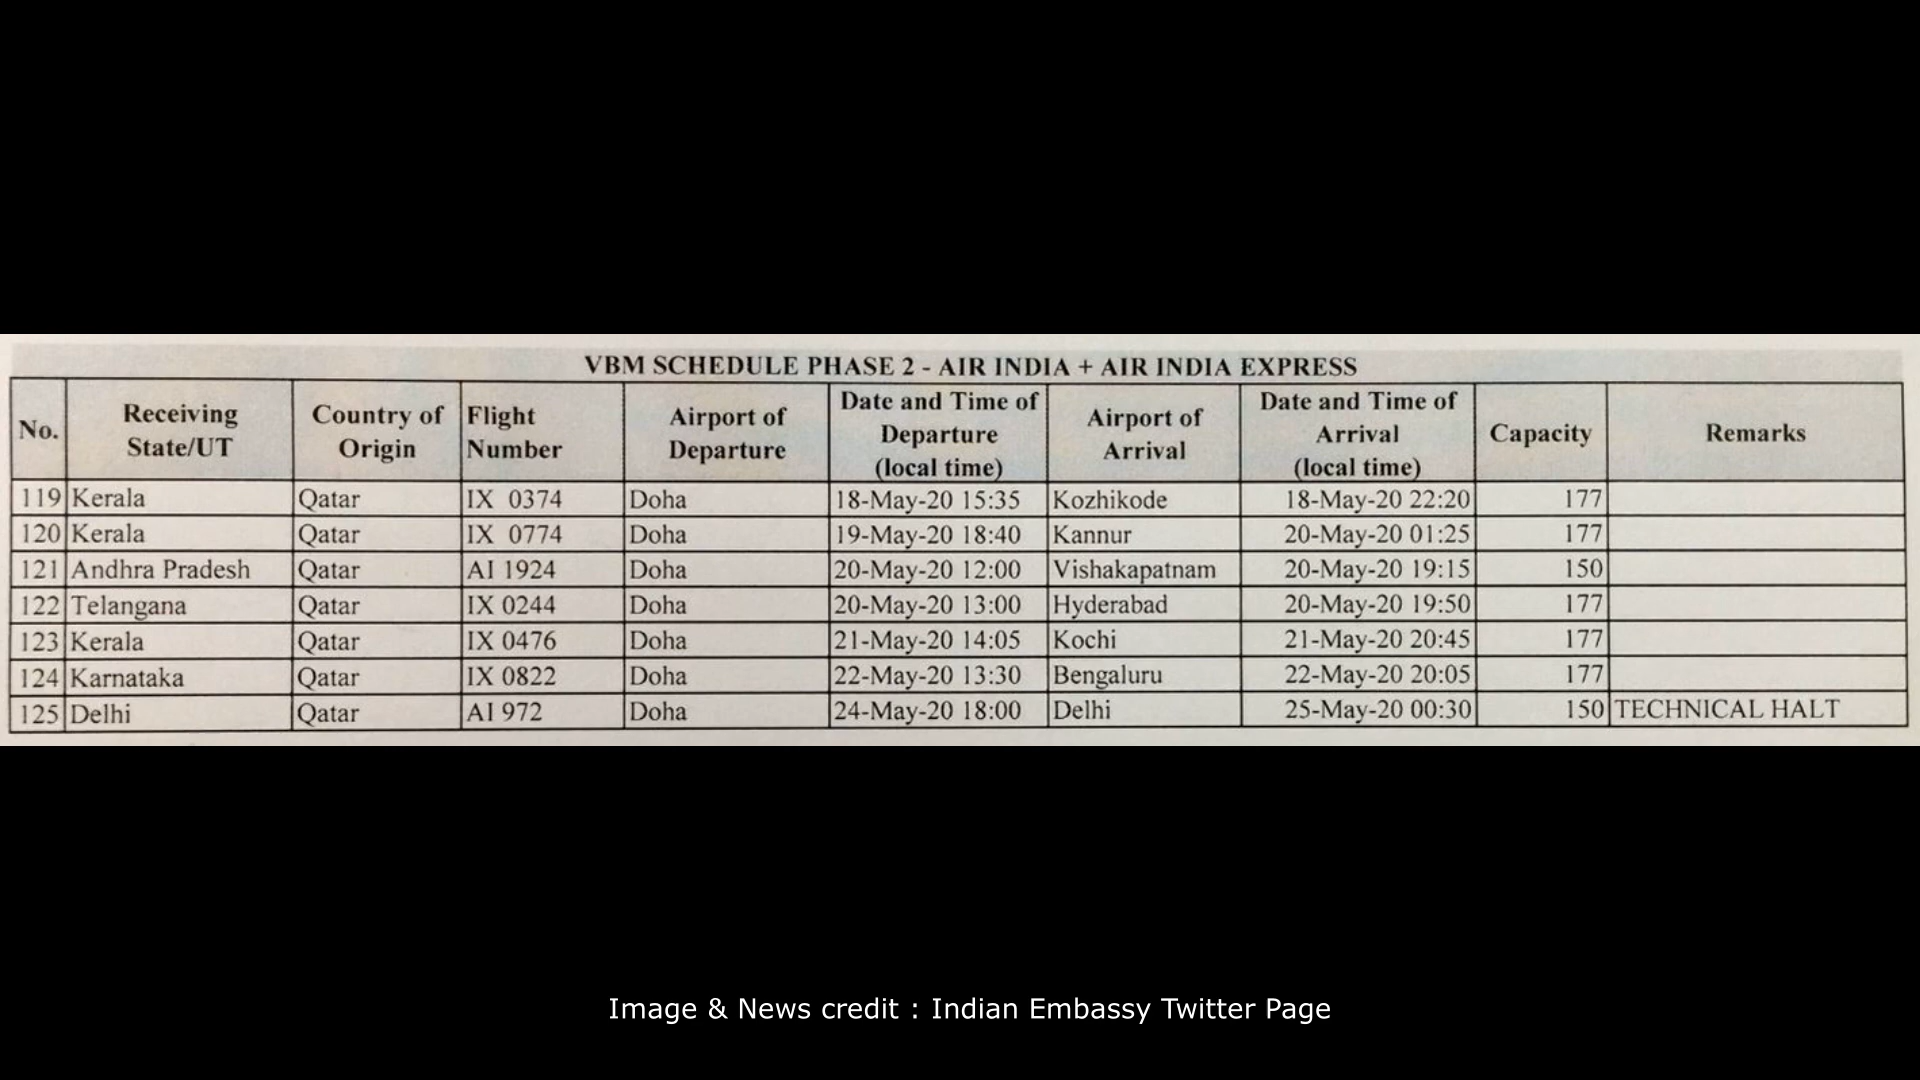 VBM SCHEDULE PHASE 2 - AIR INDIA + AIR INDIA EXPRESS
No. Receiving State/UT Country of Origin Flight Number Airport of Departure Date and Time of Departure (local time) Airport of Arrival Date and Time of Arrival (local time) Capacity Remarks
119 Kerala Qatar IX 0374 Doha 18-May-20 15:35 Kozhikode 18-May-20 22:20 177
120 Kerala Qatar IX 0774 Doha 19-May-20 18:40 Kannur 20-May-20 01:25 177
121 Andhra Pradesh Qatar AI 1924 Doha 20-May-20 12:00 Vishakapatnam 20-May-20 19:15 150
122 Telangana Qatar IX 0244 Doha 20-May-20 13:00 Hyderabad 20-May-20 19:50 177
123 Kerala Qatar IX 0476 Doha 21-May-20 14:05 Kochi 21-May-20 20:45 177
124 Karnataka Qatar IX 0822 Doha 22-May-20 13:30 Bengaluru 22-May-20 20:05 177
125 Delhi Qatar AI 972 Doha 24-May-20 18:00 Delhi 25-May-20 00:30 150 TECHNICAL HALT
Image & News credit : Indian Embassy Twitter Page